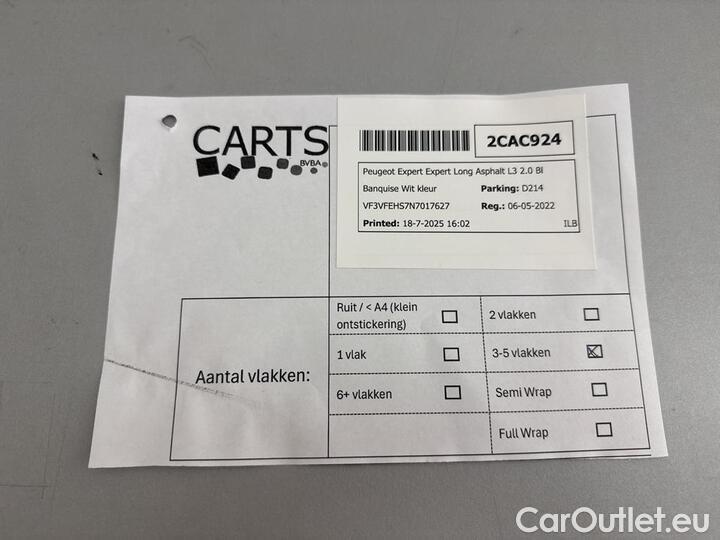 CARTS
BVBA
2CAC924
Peugeot Expert Expert Long Asphalt L3 2.0 Bl
Banquise Wit kleur Parking: D214
VF3VFEHS7N7017627 Reg.: 06-05-2022
Printed: 18-7-2025 16:02 ILB
Aantal vlakken:
Ruit / < A4 (klein ontstickering)
2 vlakken
1 vlak
3-5 vlakken
6+ vlakken
Semi Wrap
Full Wrap
CarOutlet.eu